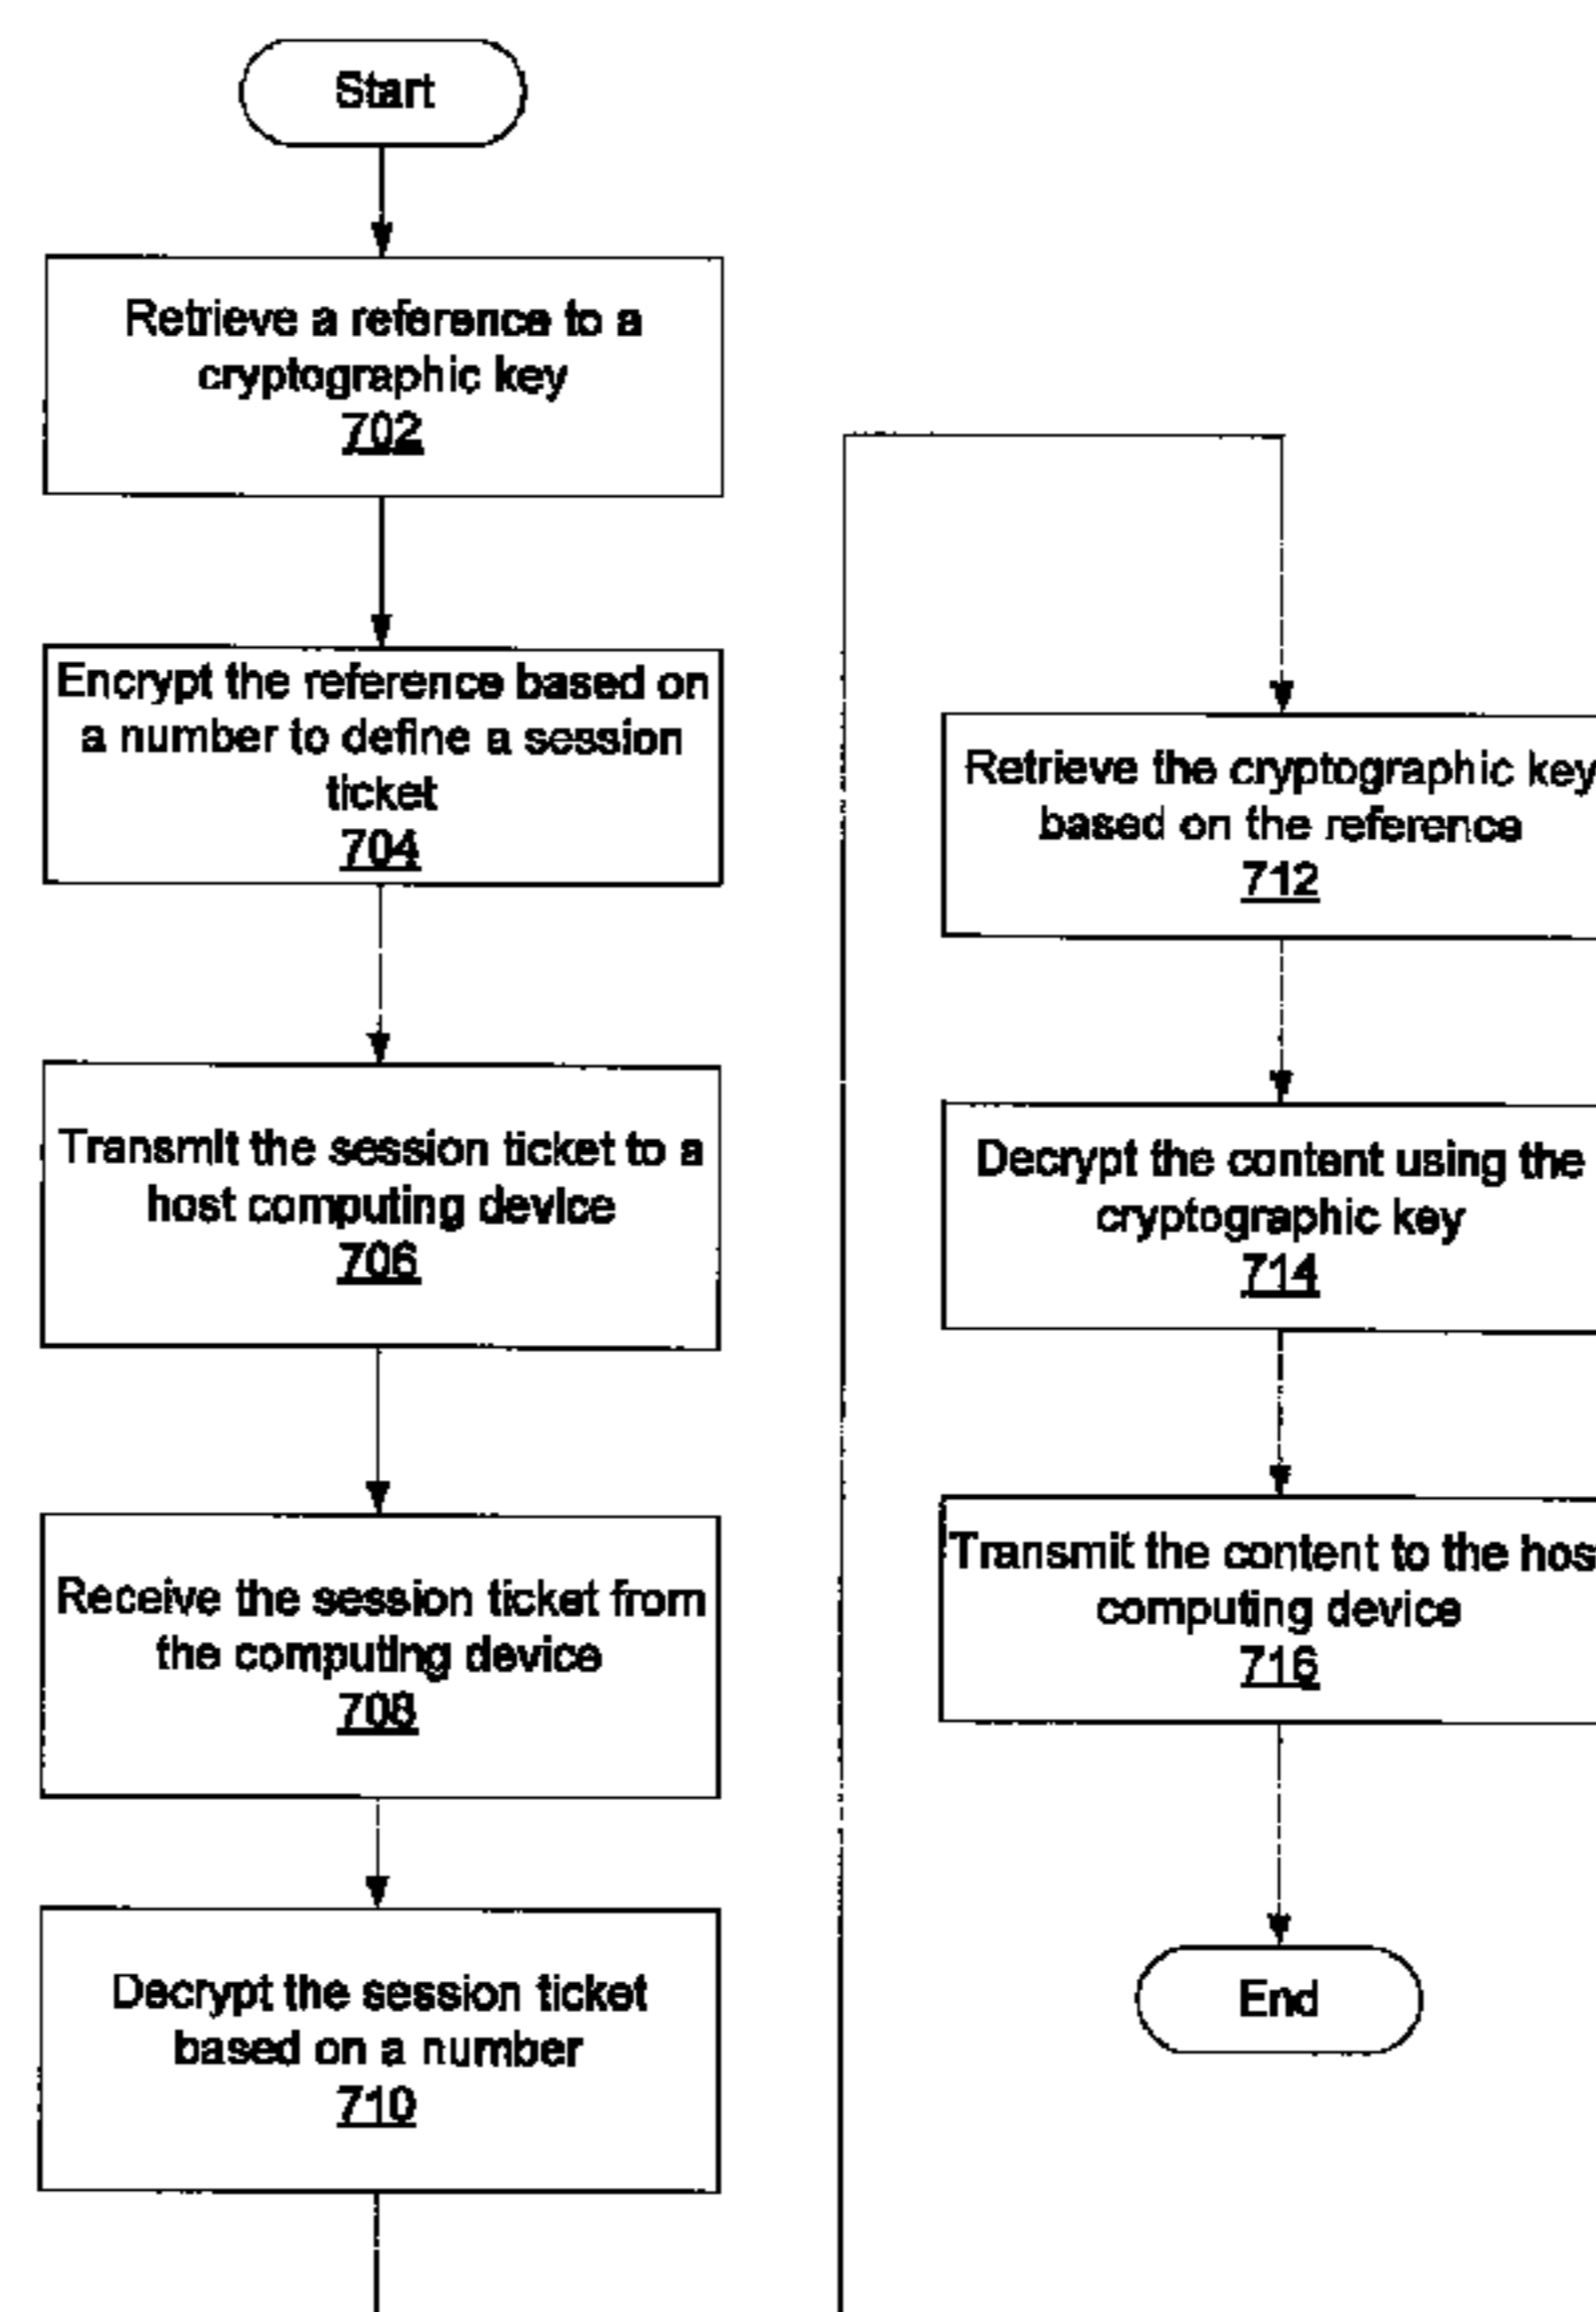 Start
Retrieve a reference to a
cryptographic key
702
Encrypt the reference based on
a number to define a session
ticket
704
Transmit the session ticket to a
host computing device
706
Receive the session ticket from
the computing device
708
Decrypt the session ticket
based on a number
710
Retrieve the cryptographic key
based on the reference
712
Decrypt the content using the
cryptographic key
714
Transmit the content to the hos
computing device
716
End